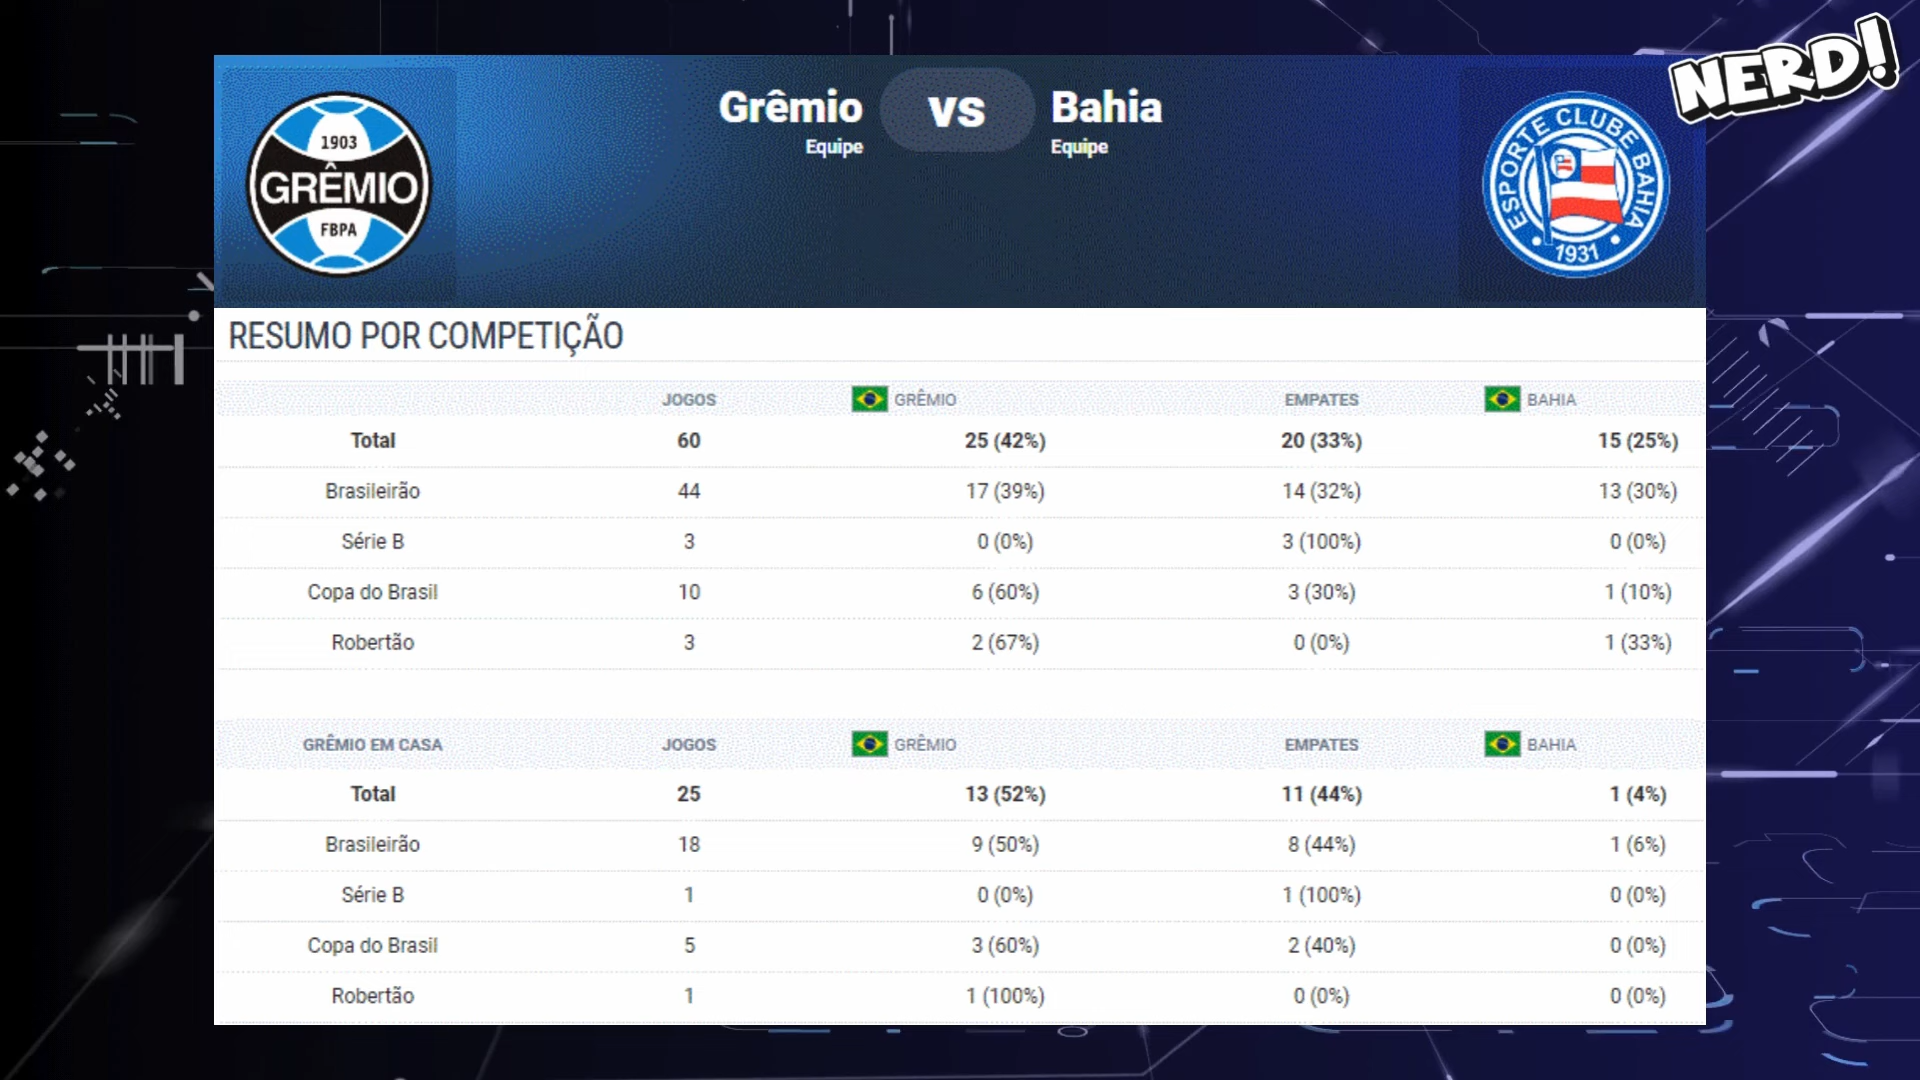 NERD!
Grêmio VS Bahia
Equipe Equipe
1903
GRÊMIO
FBPA
ESPORTE CLUBE BAHIA
1931
RESUMO POR COMPETIÇÃO
JOGOS GRÊMIO EMPATES BAHIA
Total 60 25 (42%) 20 (33%) 15 (25%)
Brasileirão 44 17 (39%) 14 (32%) 13 (30%)
Série B 3 0 (0%) 3 (100%) 0 (0%)
Copa do Brasil 10 6 (60%) 3 (30%) 1 (10%)
Robertão 3 2 (67%) 0 (0%) 1 (33%)
GRÊMIO EM CASA JOGOS GRÊMIO EMPATES BAHIA
Total 25 13 (52%) 11 (44%) 1 (4%)
Brasileirão 18 9 (50%) 8 (44%) 1 (6%)
Série B 1 0 (0%) 1 (100%) 0 (0%)
Copa do Brasil 5 3 (60%) 2 (40%) 0 (0%)
Robertão 1 1 (100%) 0 (0%) 0 (0%)